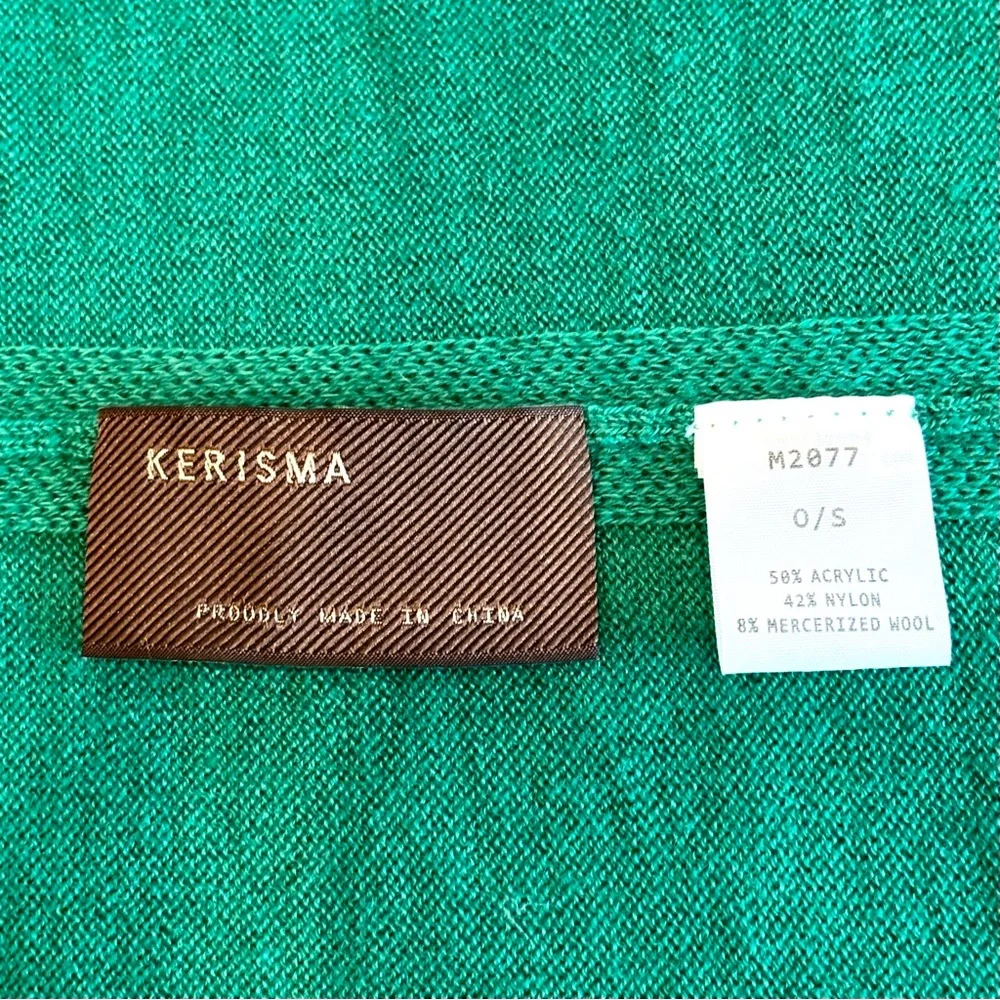 KERISMA
PROUDLY MADE IN CHINA
M2077
O/S
50% ACRYLIC
42% NYLON
8% MERCERIZED WOOL